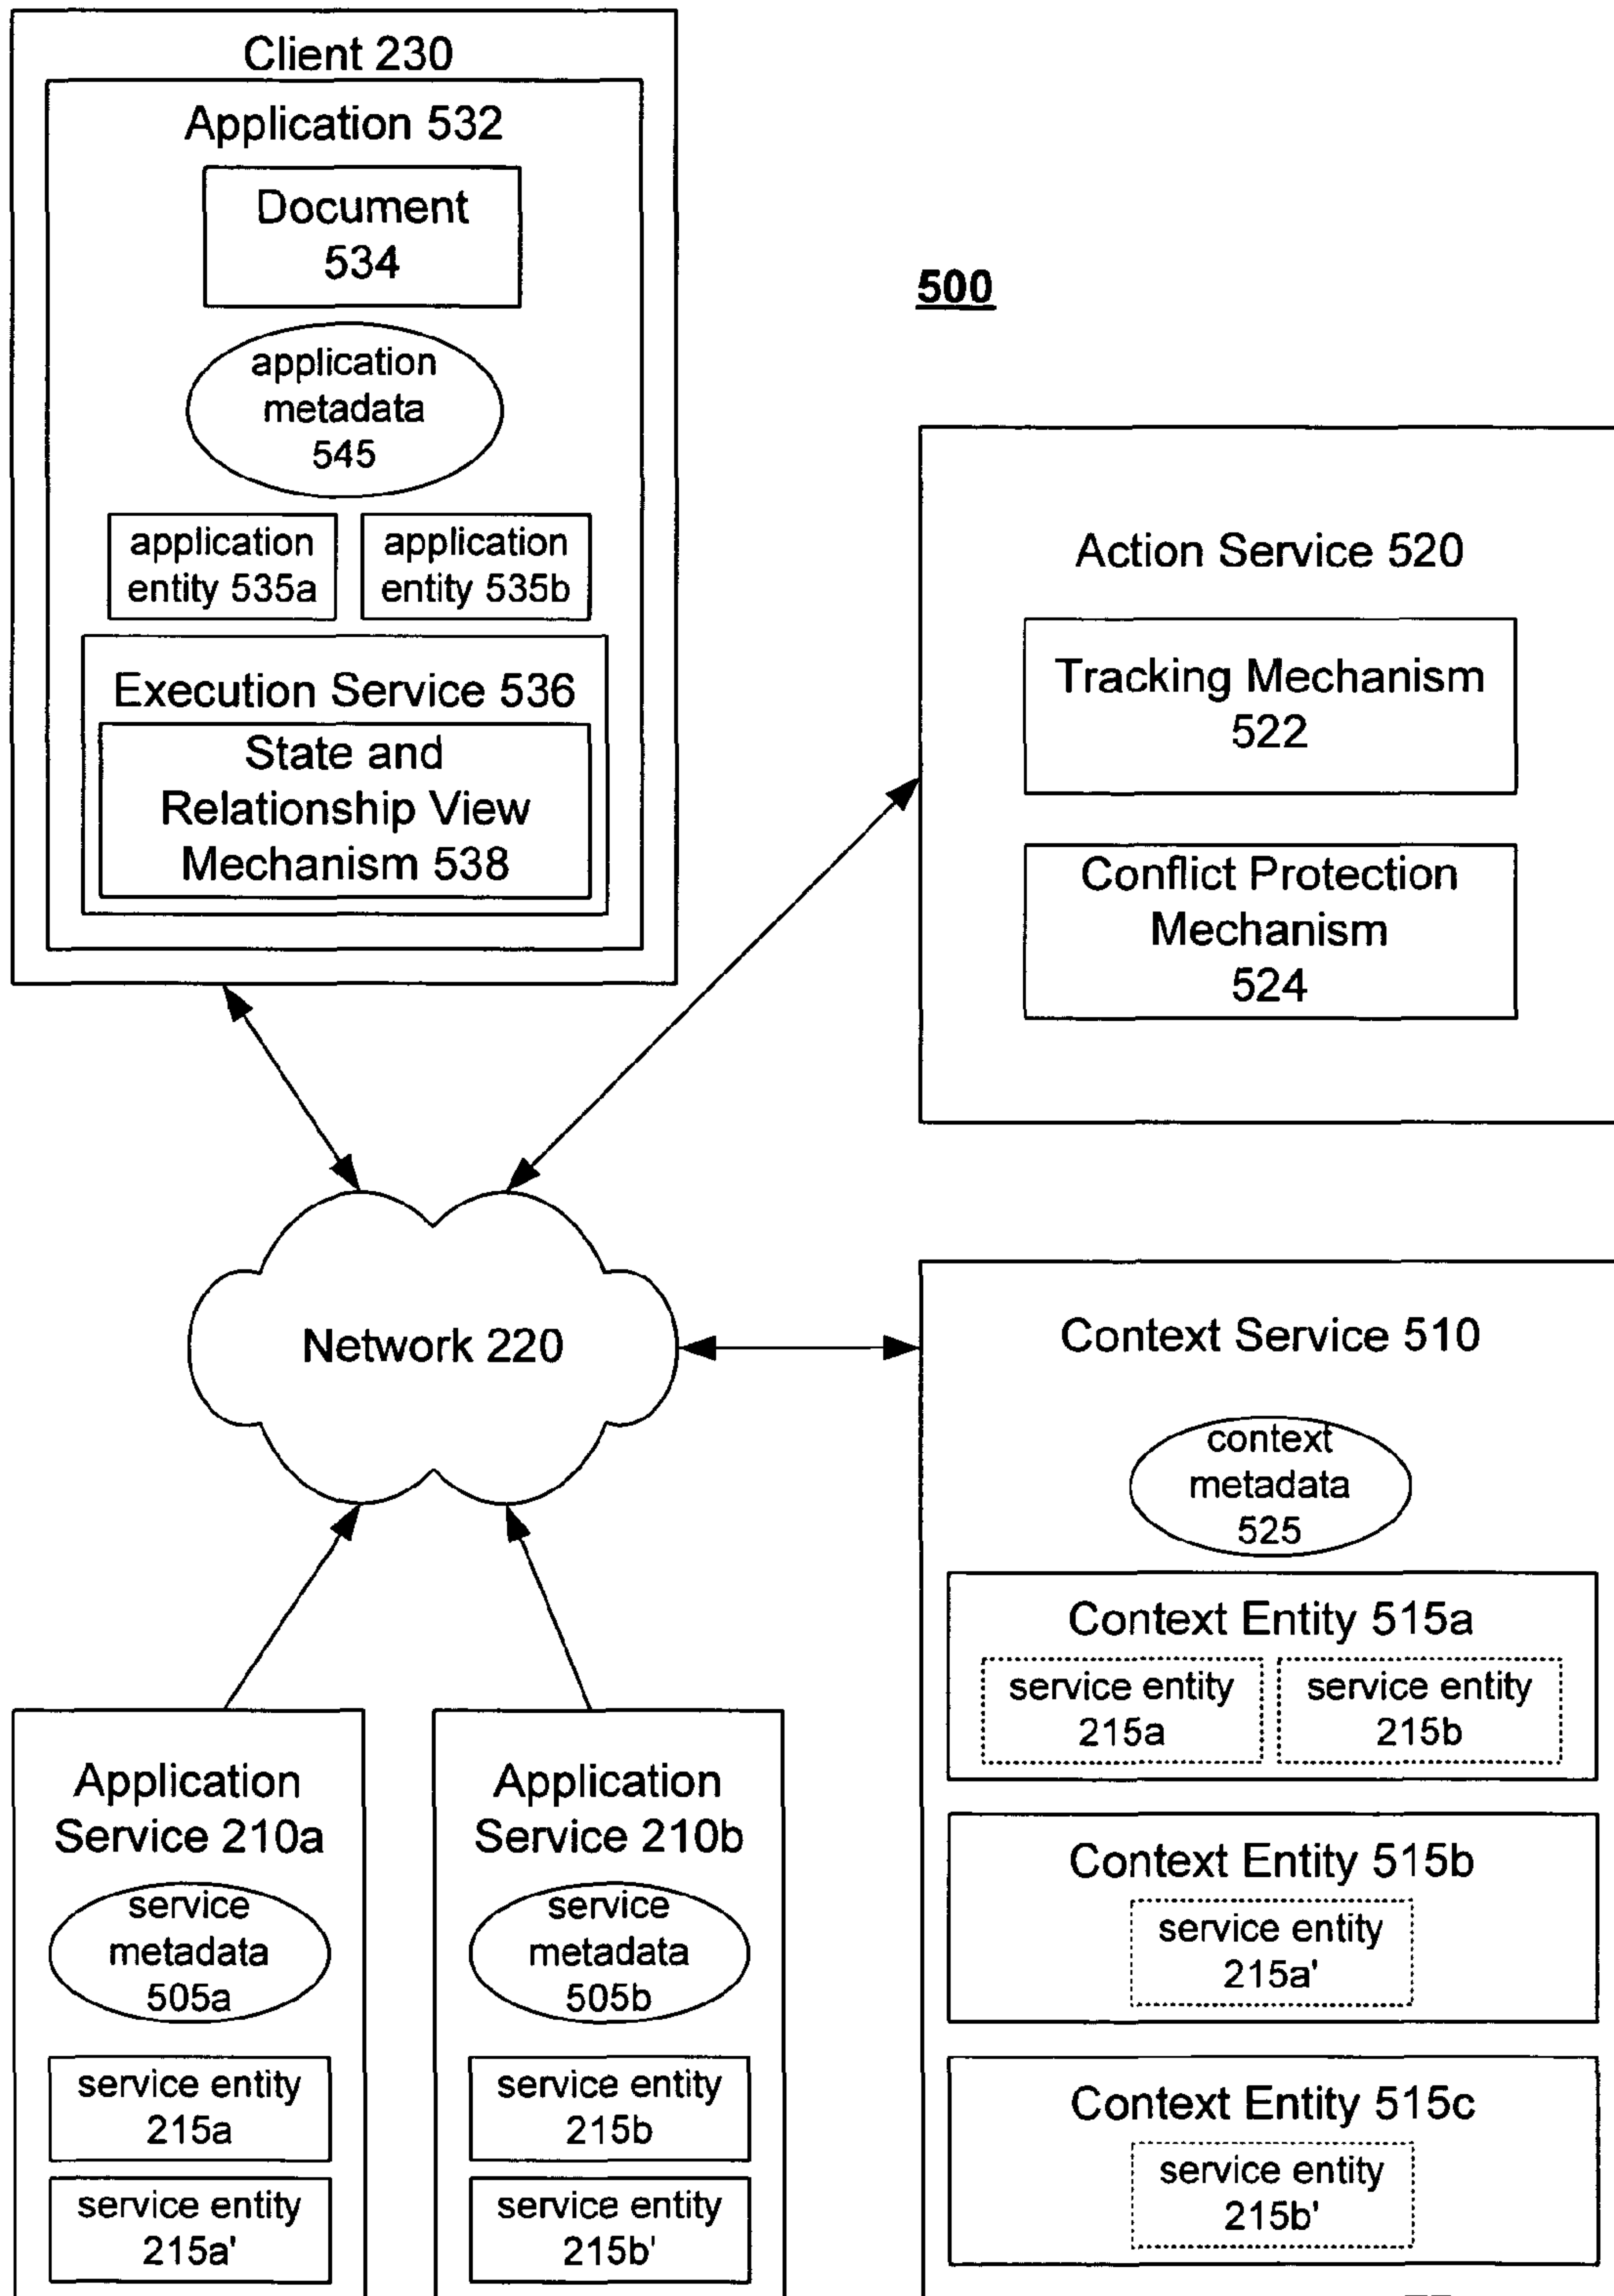 Client 230
Application 532
Document
534
application
metadata
545
application
entity 535a
application
entity 535b
Execution Service 536
State and
Relationship View
Mechanism 538
500
Action Service 520
Tracking Mechanism
522
Conflict Protection
Mechanism
524
Network 220
Context Service 510
context
metadata
525
Context Entity 515a
service entity
215a
service entity
215b
Context Entity 515b
service entity
215a'
Context Entity 515c
service entity
215b'
Application
Service 210a
service
metadata
505a
service entity
215a
service entity
215a'
Application
Service 210b
service
metadata
505b
service entity
215b
service entity
215b'